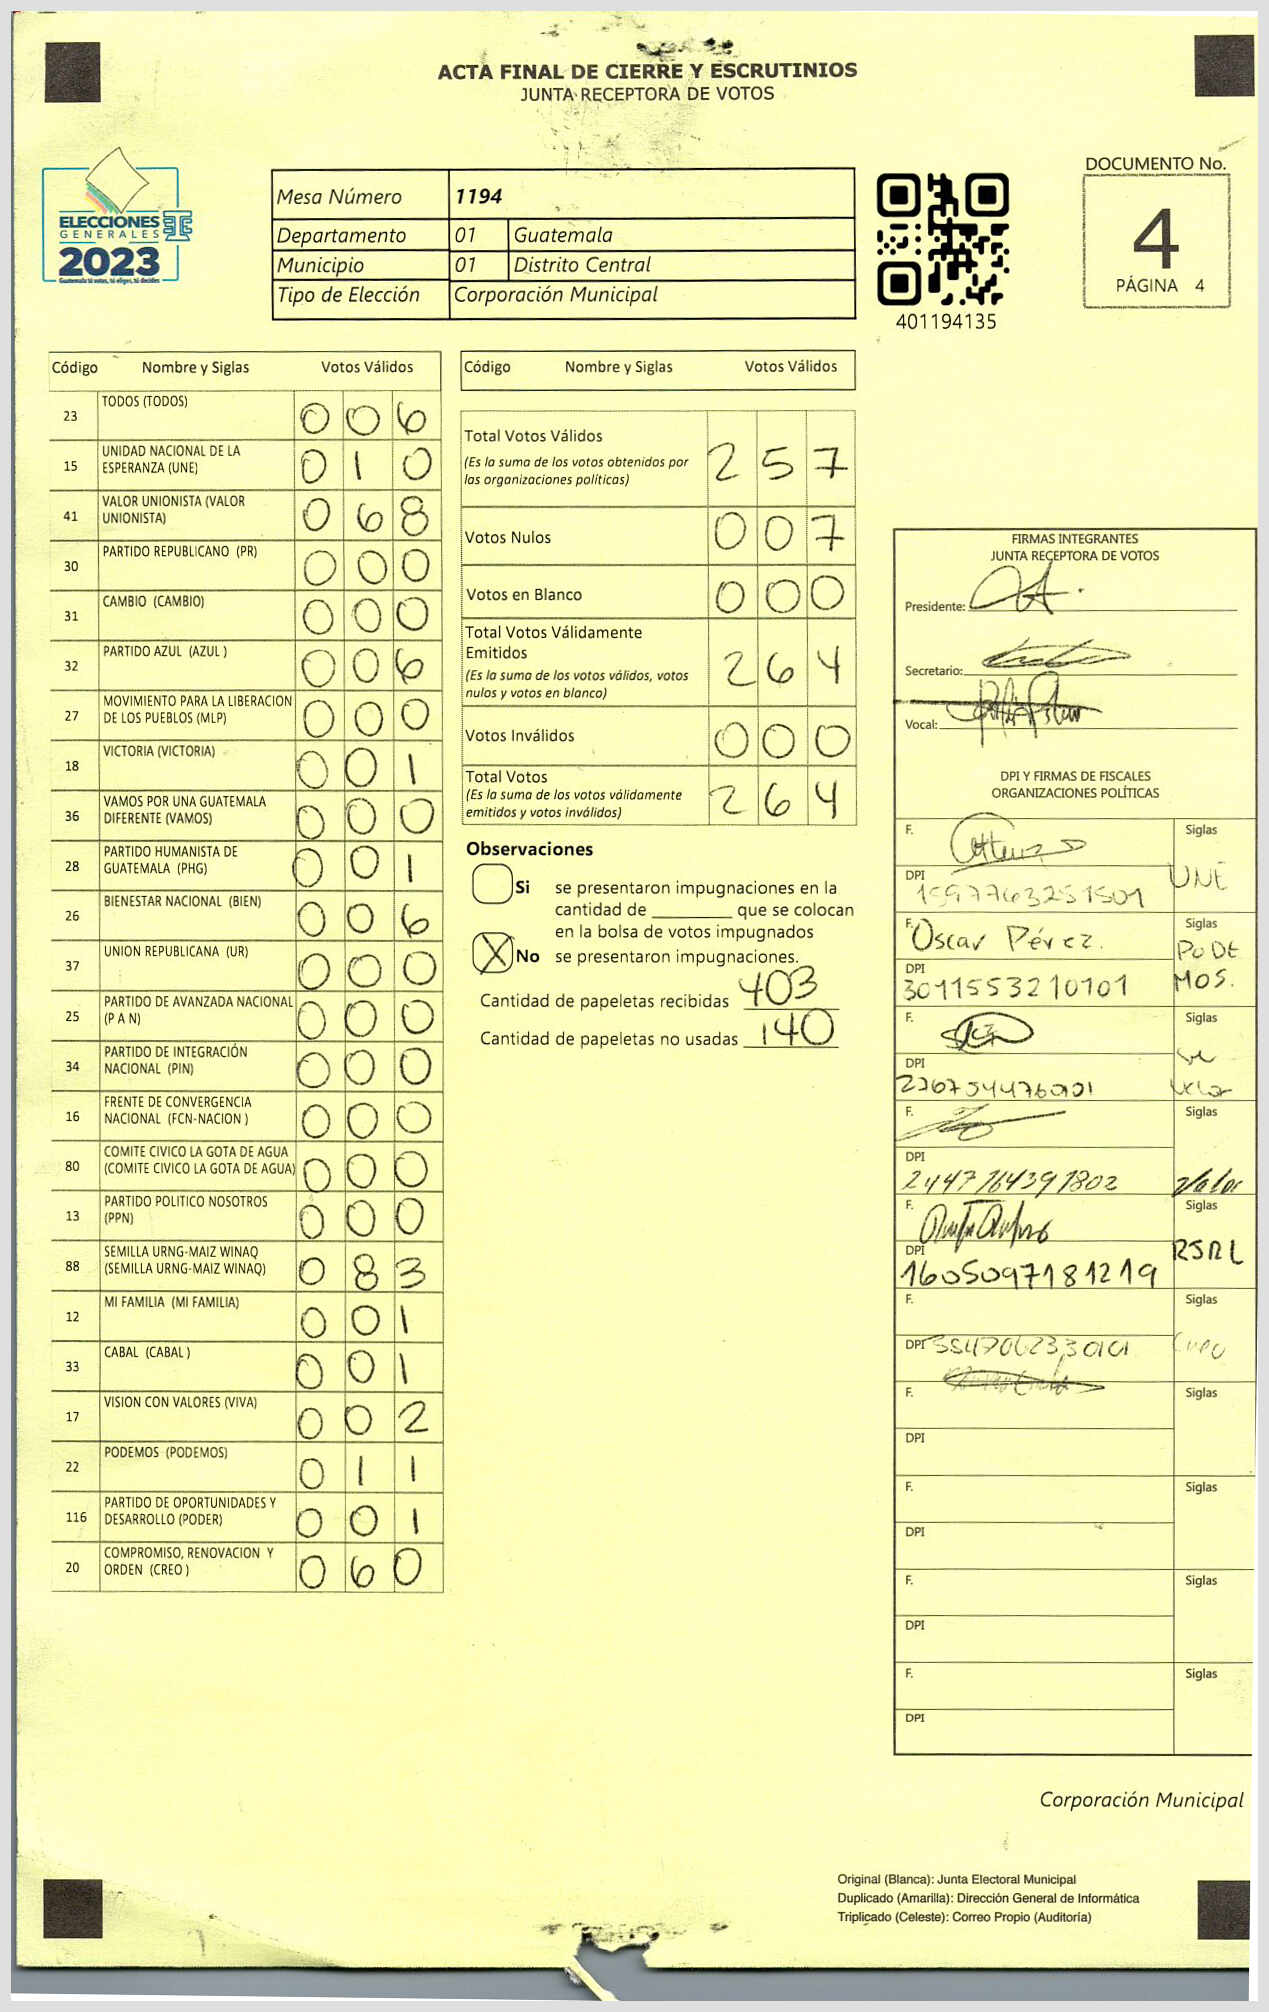 ACTA FINAL DE CIERRE Y ESCRUTINIOS
JUNTA RECEPTORA DE VOTOS
ELECCIONES
GENERALES
2023
Guatemala tú votas, tú eliges, tú decides
Mesa Número 1194
Departamento 01 Guatemala
Municipio 01 Distrito Central
Tipo de Elección Corporación Municipal
401194135
DOCUMENTO No.
4
PÁGINA 4
Código Nombre y Siglas Votos Válidos
23 TODOS (TODOS) 0 0 6
15 UNIDAD NACIONAL DE LA
ESPERANZA (UNE) 0 1 0
41 VALOR UNIONISTA (VALOR
UNIONISTA) 0 6 8
30 PARTIDO REPUBLICANO (PR) 0 0 0
31 CAMBIO (CAMBIO) 0 0 0
32 PARTIDO AZUL (AZUL ) 0 0 6
27 MOVIMIENTO PARA LA LIBERACION
DE LOS PUEBLOS (MLP) 0 0 0
18 VICTORIA (VICTORIA) 0 0 1
36 VAMOS POR UNA GUATEMALA
DIFERENTE (VAMOS) 0 0 0
28 PARTIDO HUMANISTA DE
GUATEMALA (PHG) 0 0 1
26 BIENESTAR NACIONAL (BIEN) 0 0 6
37 UNION REPUBLICANA (UR) 0 0 0
25 PARTIDO DE AVANZADA NACIONAL
(P A N) 0 0 0
34 PARTIDO DE INTEGRACIÓN
NACIONAL (PIN) 0 0 0
16 FRENTE DE CONVERGENCIA
NACIONAL (FCN-NACION ) 0 0 0
80 COMITE CIVICO LA GOTA DE AGUA
(COMITE CIVICO LA GOTA DE AGUA) 0 0 0
13 PARTIDO POLITICO NOSOTROS
(PPN) 0 0 0
88 SEMILLA URNG-MAIZ WINAQ
(SEMILLA URNG-MAIZ WINAQ) 0 8 3
12 MI FAMILIA (MI FAMILIA) 0 0 1
33 CABAL (CABAL ) 0 0 1
17 VISION CON VALORES (VIVA) 0 0 2
22 PODEMOS (PODEMOS) 0 1 1
116 PARTIDO DE OPORTUNIDADES Y
DESARROLLO (PODER) 0 0 1
20 COMPROMISO, RENOVACION Y
ORDEN (CREO ) 0 6 0
Código Nombre y Siglas Votos Válidos
Total Votos Válidos 2 5 7
(Es la suma de los votos obtenidos por
las organizaciones políticas)
Votos Nulos 0 0 7
Votos en Blanco 0 0 0
Total Votos Válidamente
Emitidos 2 6 4
(Es la suma de los votos válidos, votos
nulos y votos en blanco)
Votos Inválidos 0 0 0
Total Votos 2 6 4
(Es la suma de los votos válidamente
emitidos y votos inválidos)
Observaciones
Si se presentaron impugnaciones en la
cantidad de ________ que se colocan
en la bolsa de votos impugnados
X No se presentaron impugnaciones.
Cantidad de papeletas recibidas 403
Cantidad de papeletas no usadas 140
FIRMAS INTEGRANTES
JUNTA RECEPTORA DE VOTOS
Presidente:
Secretario:
Vocal:
DPI Y FIRMAS DE FISCALES
ORGANIZACIONES POLÍTICAS
F. Siglas
UNE
DPI 1597763251501
F. Oscar Pérez. Siglas
PODE
MOS.
DPI 3011553210101
F. Siglas
DPI
F. Siglas
Valor
DPI 2447764391802
F. Siglas
DPI
1605097181219
F. Siglas
DPI
Creo
F. Siglas
DPI
F. Siglas
DPI
F. Siglas
DPI
F. Siglas
DPI
Corporación Municipal
Original (Blanca): Junta Electoral Municipal
Duplicado (Amarilla): Dirección General de Informática
Triplicado (Celeste): Correo Propio (Auditoría)